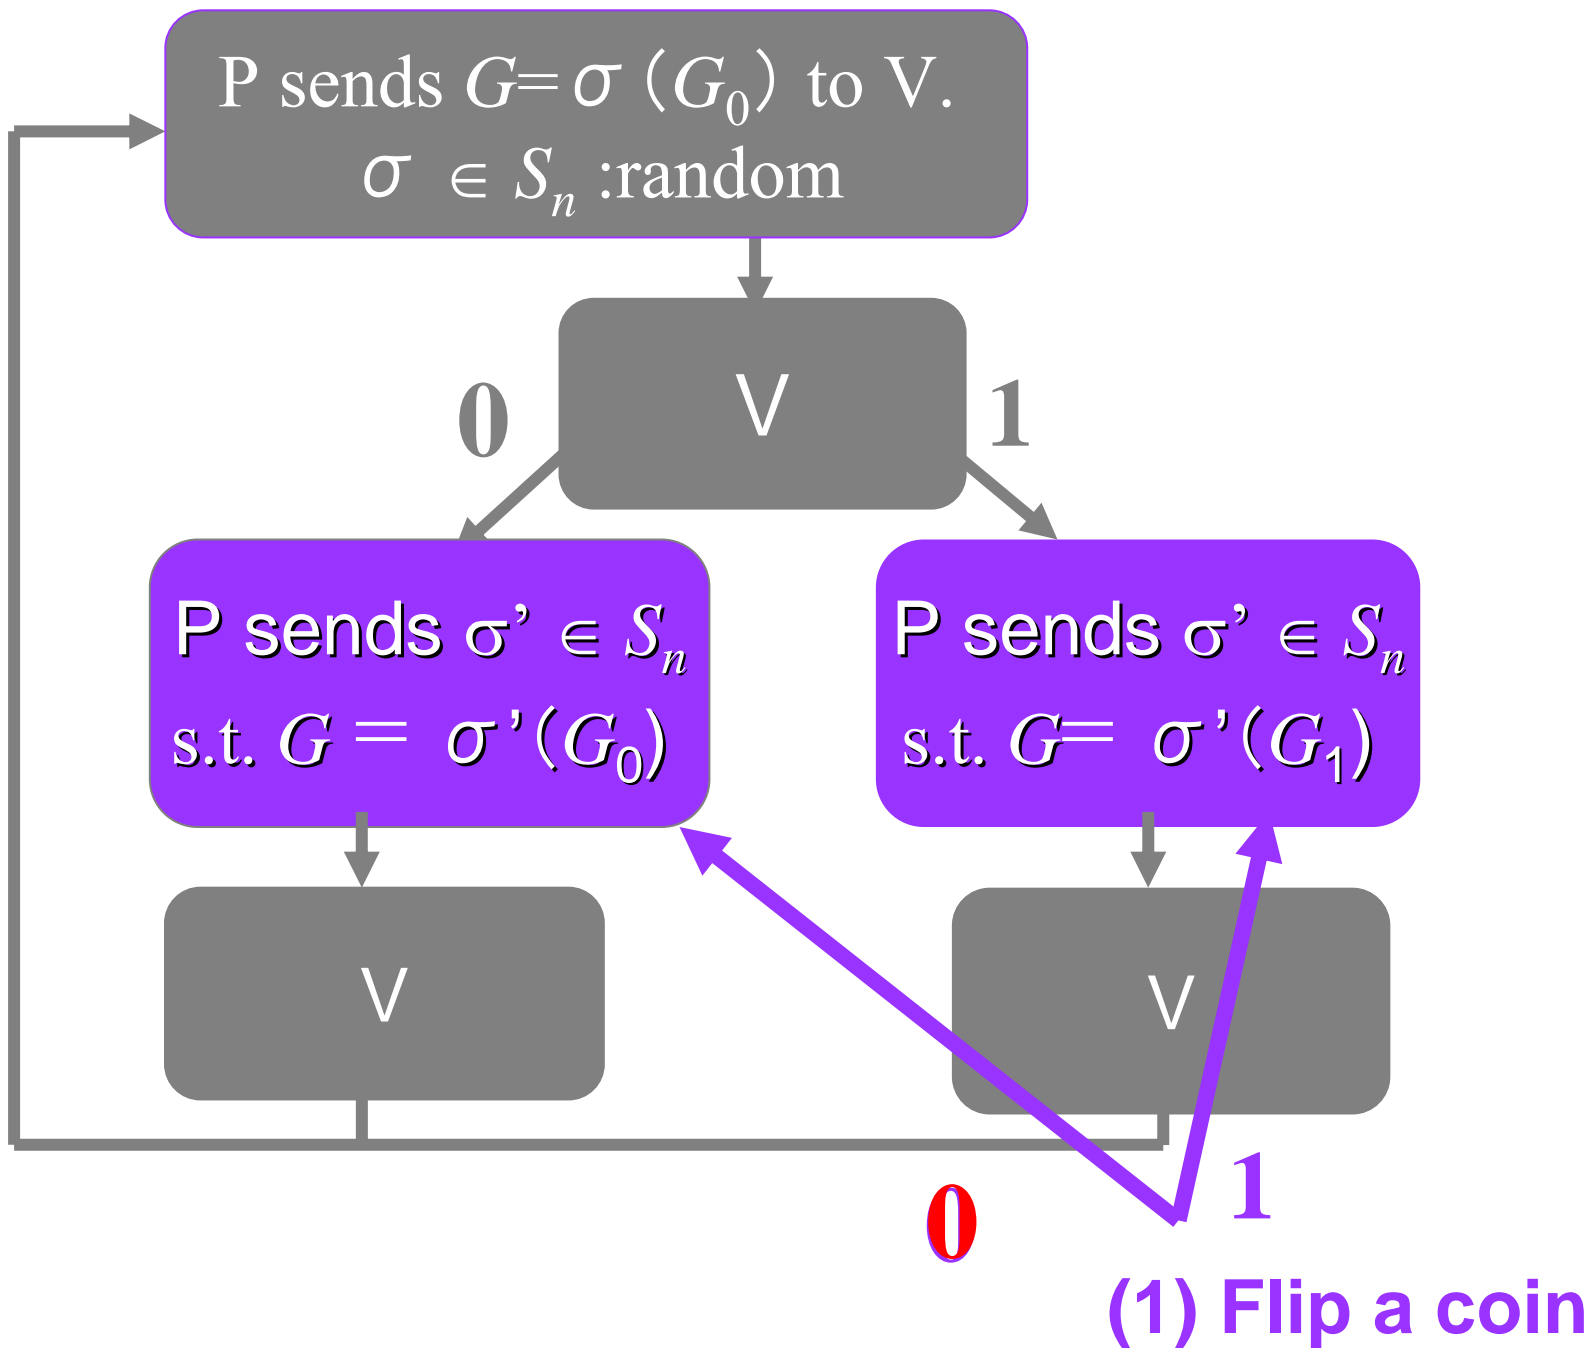 P sends G=σ（G₀）to V.
σ ∈ Sₙ :random
V
0
1
P sends σ’ ∈ Sₙ
s.t. G＝ σ’（G₀)
P sends σ’ ∈ Sₙ
s.t. G＝ σ’（G₁)
V
V
0
1
(1) Flip a coin